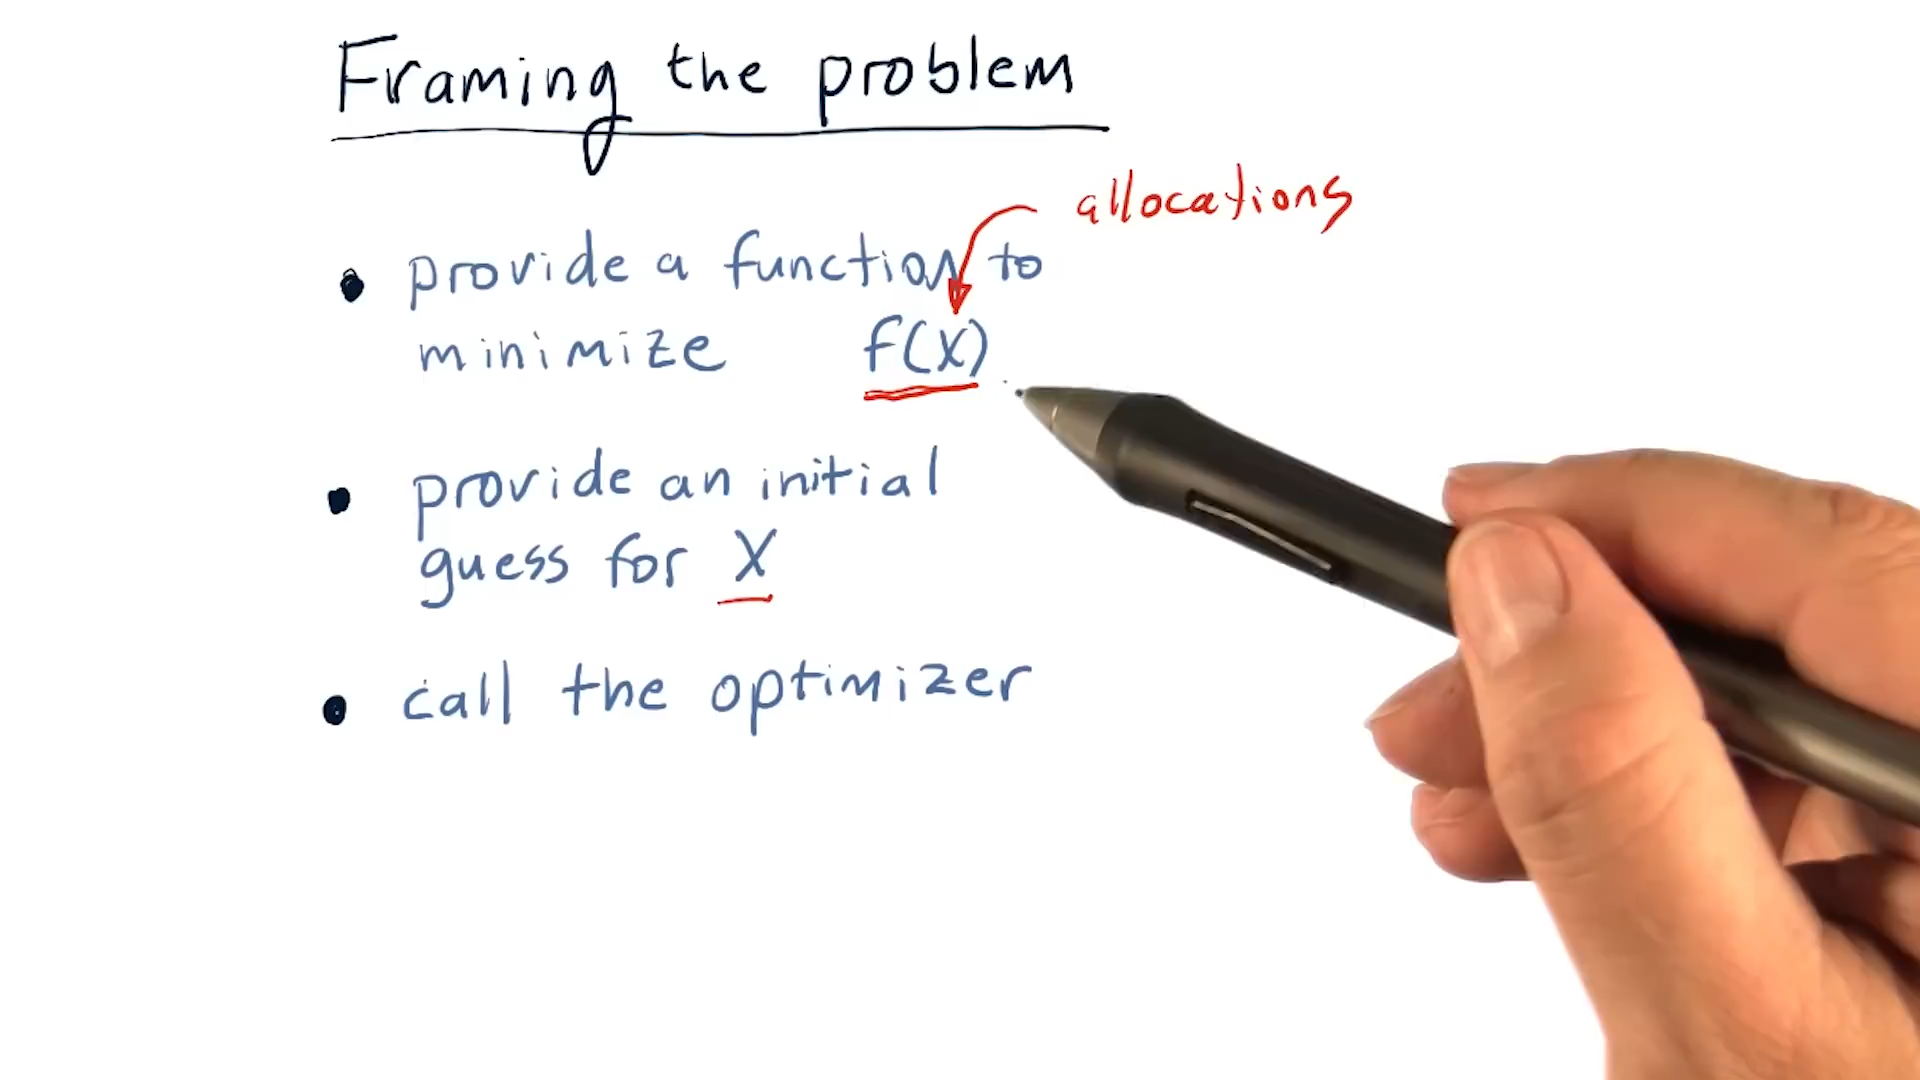 Framing the problem
allocations
• provide a function to
minimize f(x)
• provide an initial
guess for X
• call the optimizer